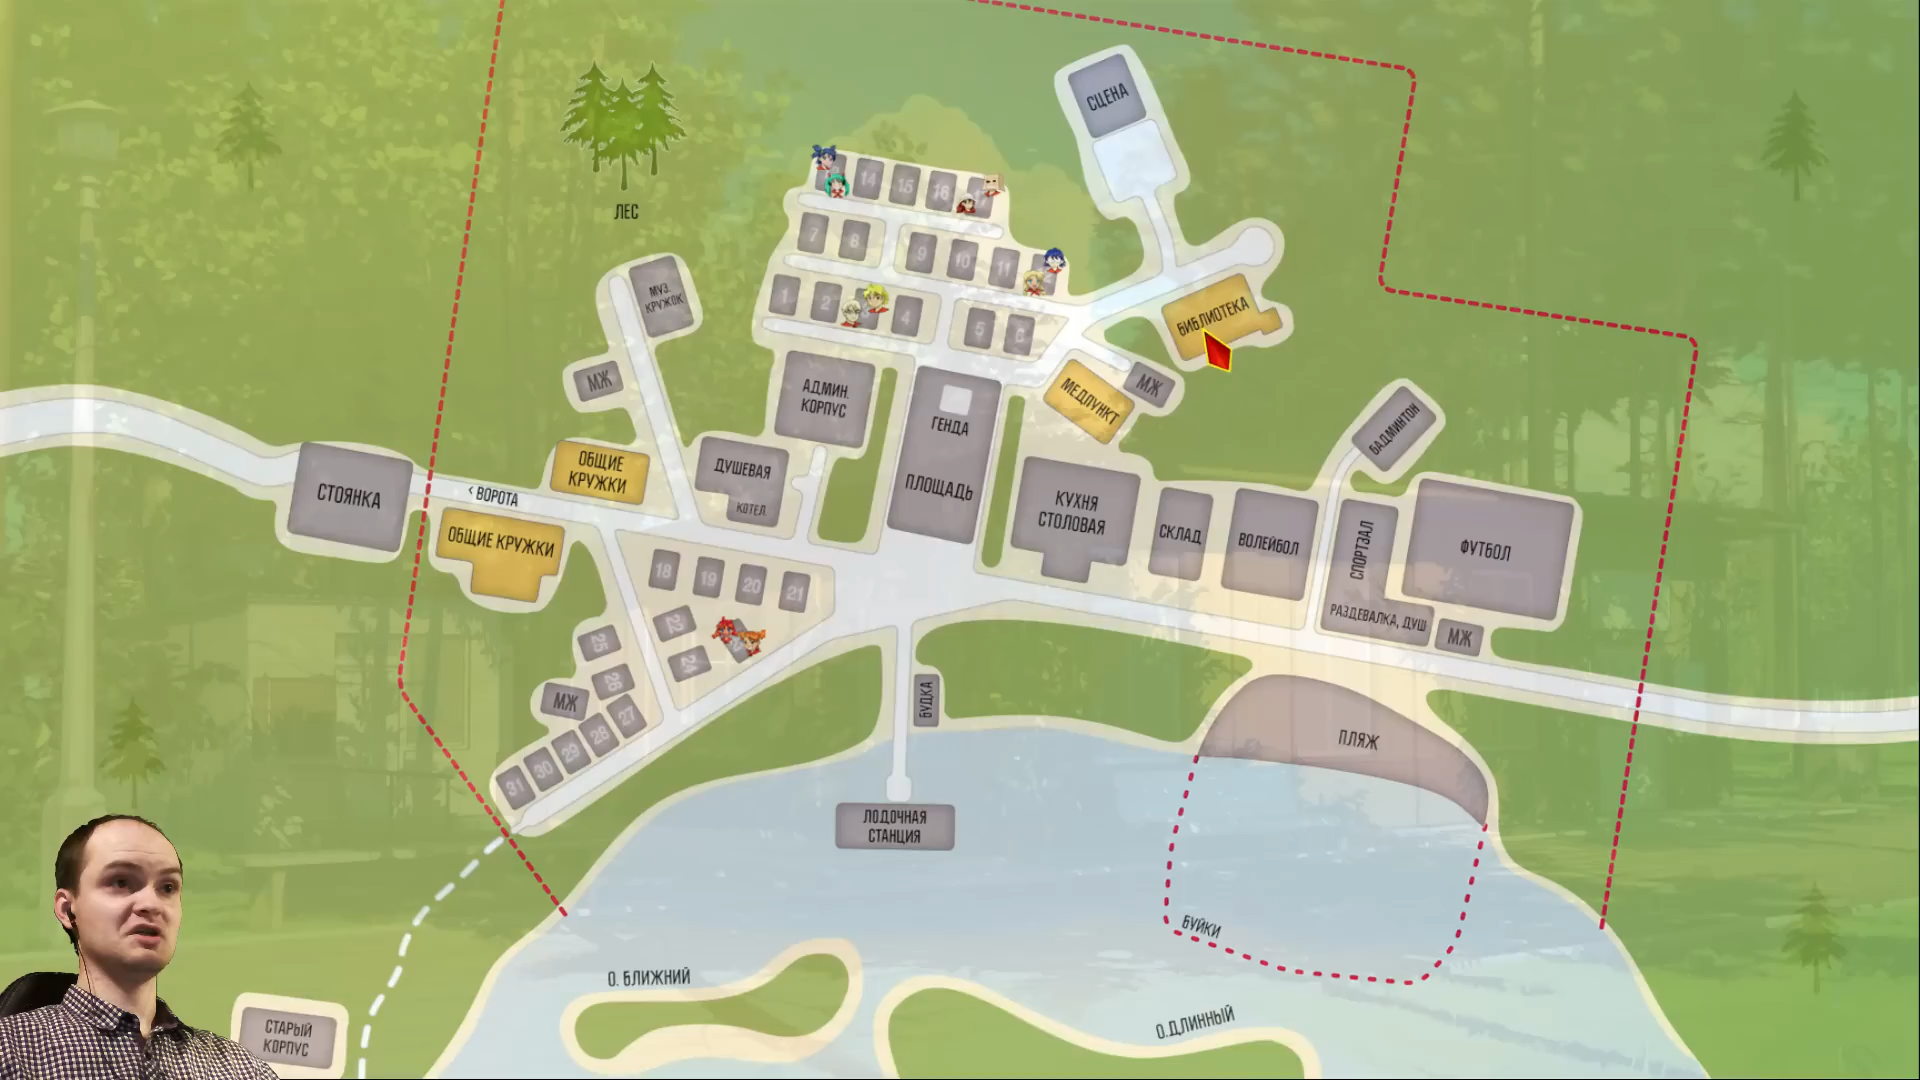 СЦЕНА
ЛЕС
14
15
16
7
8
9
10
11
1
2
4
5
6
МУЗ.
КРУЖОК
БИБЛИОТЕКА
МЖ
АДМИН.
КОРПУС
ГЕНДА
ПЛОЩАДЬ
МЕДПУНКТ
МЖ
БАДМИНТОН
СТОЯНКА
‹ ВОРОТА
ОБЩИЕ
КРУЖКИ
ОБЩИЕ КРУЖКИ
ДУШЕВАЯ
КОТЕЛ.
КУХНЯ
СТОЛОВАЯ
СКЛАД
ВОЛЕЙБОЛ
СПОРТЗАЛ
РАЗДЕВАЛКА, ДУШ
ФУТБОЛ
МЖ
18
19
20
21
23
24
25
26
27
28
29
30
31
МЖ
БУДКА
ПЛЯЖ
ЛОДОЧНАЯ
СТАНЦИЯ
БУЙКИ
О. БЛИЖНИЙ
О.ДЛИННЫЙ
СТАРЫЙ
КОРПУС